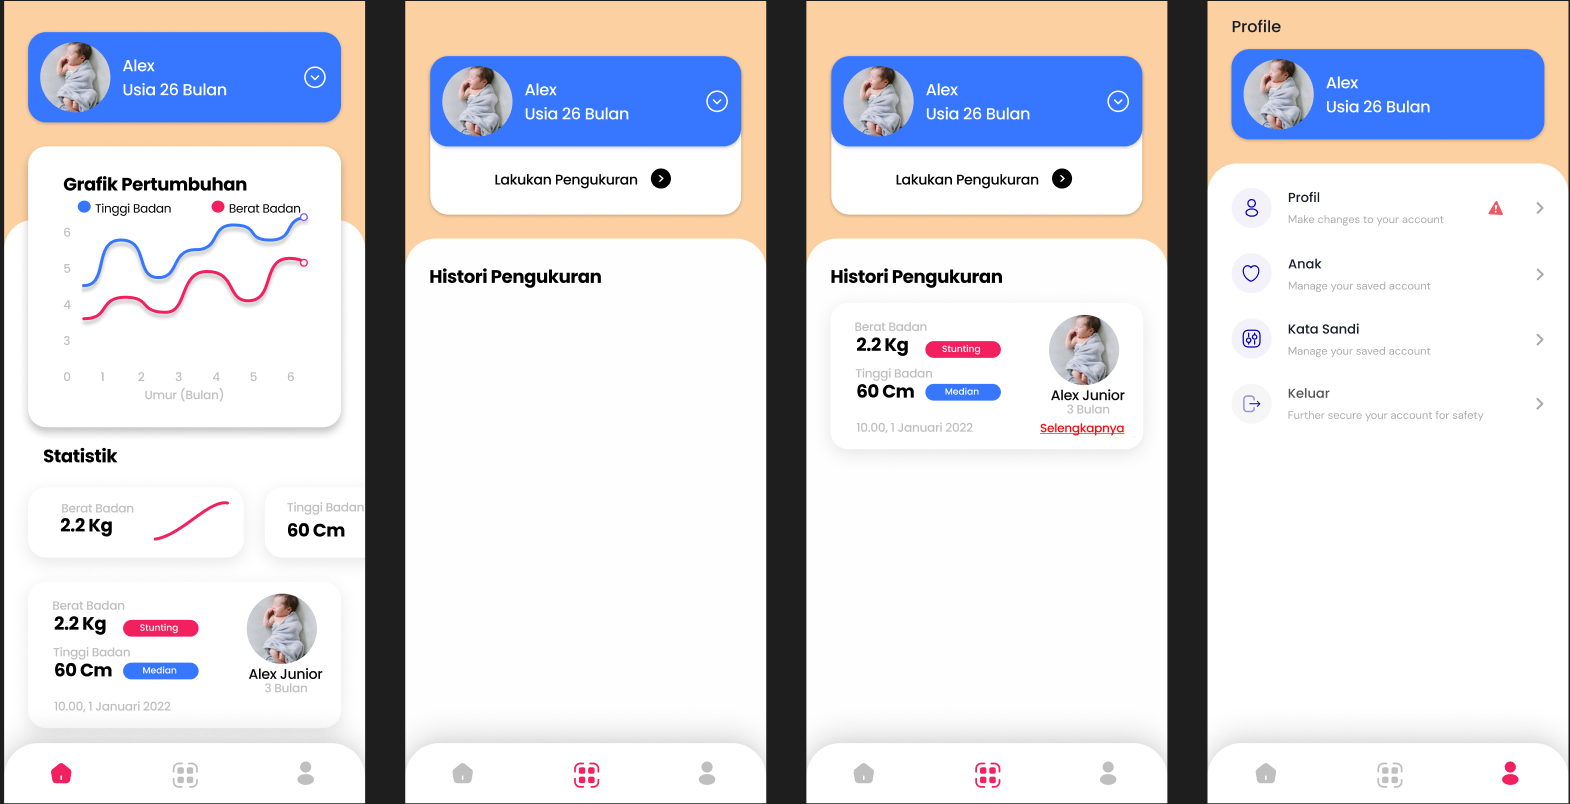 Alex
Usia 26 Bulan
Grafik Pertumbuhan
Tinggi Badan
Berat Badan
6
5
4
3
0 1 2 3 4 5 6
Umur (Bulan)
Statistik
Berat Badan
2.2 Kg
Tinggi Badan
60 Cm
Berat Badan
2.2 Kg
Stunting
Tinggi Badan
60 Cm
Median
Alex Junior
3 Bulan
10.00, 1 Januari 2022
Alex
Usia 26 Bulan
Lakukan Pengukuran
Histori Pengukuran
Alex
Usia 26 Bulan
Lakukan Pengukuran
Histori Pengukuran
Berat Badan
2.2 Kg
Stunting
Tinggi Badan
60 Cm
Median
Alex Junior
3 Bulan
10.00, 1 Januari 2022
Selengkapnya
Profile
Alex
Usia 26 Bulan
Profil
Make changes to your account
Anak
Manage your saved account
Kata Sandi
Manage your saved account
Keluar
Further secure your account for safety